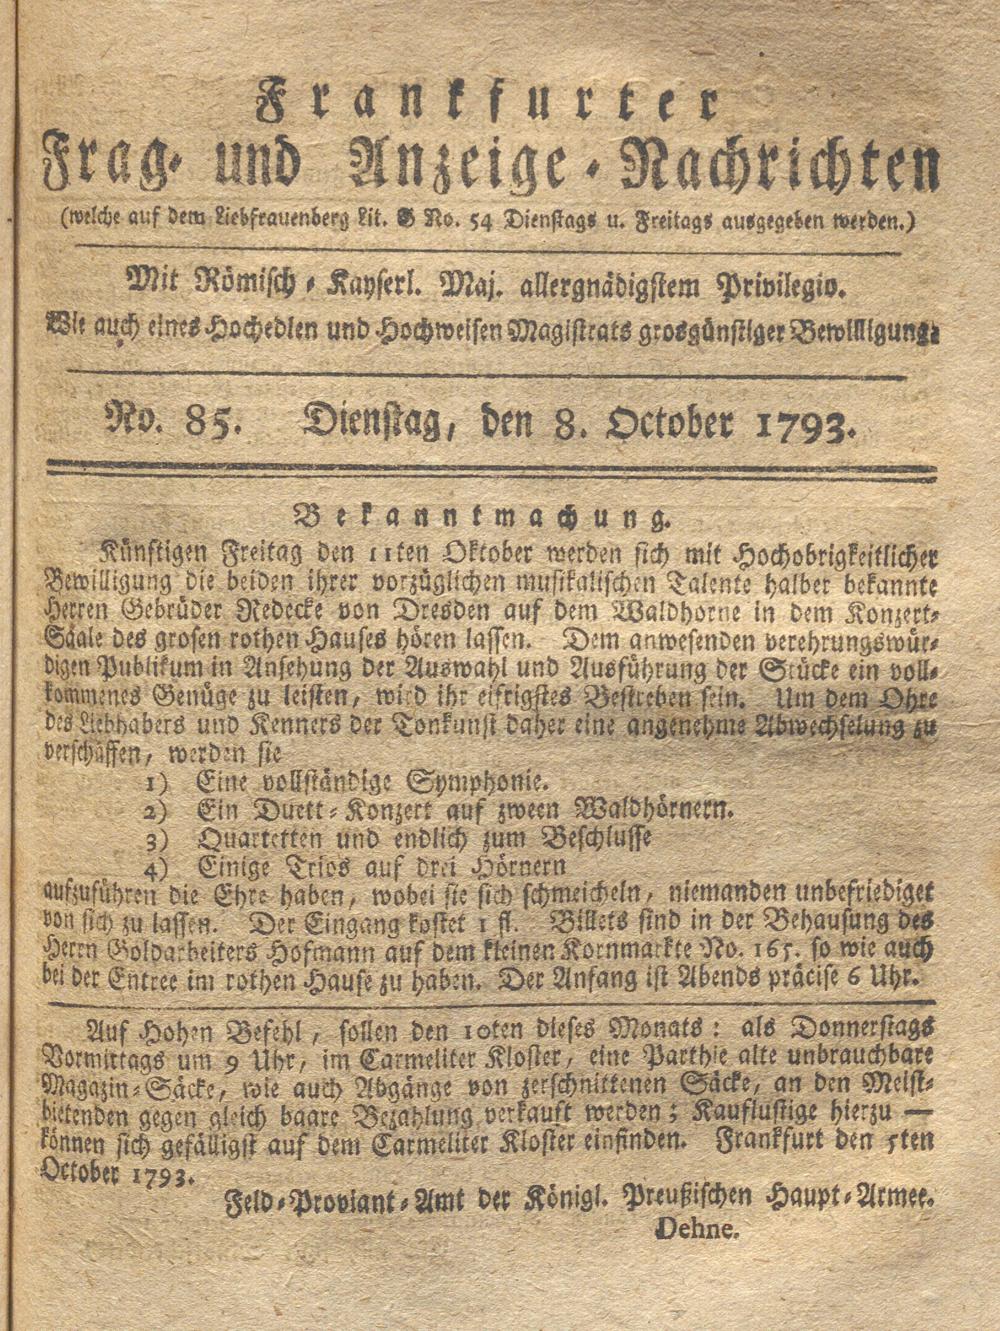 Frankfurter
Frag- und Anzeige-Nachrichten
(welche auf dem Liebfrauenberg Lit. G No. 54 Dienstags u. Freitags ausgegeben werden.)
Mit Römisch-Kayserl. Maj. allergnädigstem Privilegio.
Wie auch eines Hochedlen und Hochweisen Magistrats grosgünstiger Bewilligung.
No. 85. Dienstag, den 8. October 1793.
Bekanntmachung.
Künftigen Freitag den 11ten Oktober werden sich mit Hochobrigkeitlicher
Bewilligung die beiden ihrer vorzüglichen musikalischen Talente halber bekannte
Herren Gebrüder Redecke von Dresden auf dem Waldhorne in dem Konzert-
Saale des grosen rothen Hauses hören lassen. Dem anwesenden verehrungswür-
digen Publikum in Ansehung der Auswahl und Ausführung der Stücke ein voll-
kommenes Genüge zu leisten, wird ihr eifrigstes Bestreben sein. Um dem Ohre
des Liebhabers und Kenners der Tonkunst daher eine angenehme Abwechselung zu
verschaffen, werden sie
1) Eine vollständige Symphonie.
2) Ein Duett-Konzert auf zween Waldhörnern.
3) Quartetten und endlich zum Beschlusse
4) Einige Trios auf drei Hörnern
aufzuführen die Ehre haben, wobei sie sich schmeicheln, niemanden unbefriediget
von sich zu lassen. Der Eingang kostet 1 fl. Billets sind in der Behausung des
Herrn Goldarbeiters Hofmann auf dem kleinen Kornmarkte No. 165. so wie auch
bei der Entree im rothen Hause zu haben. Der Anfang ist Abends präcise 6 Uhr.
Auf Hohen Befehl, sollen den 10ten dieses Monats: als Donnerstags
Vormittags um 9 Uhr, im Carmeliter Kloster, eine Parthie alte unbrauchbare
Magazin-Säcke, wie auch Abgänge von zerschnittenen Säcke, an den Meist-
bietenden gegen gleich baare Bezahlung verkauft werden; Kauflustige hierzu —
können sich gefälligst auf dem Carmeliter Kloster einfinden. Frankfurt den 5ten
October 1793.
Feld-Proviant-Amt der Königl. Preußischen Haupt-Armee.
Dehne.